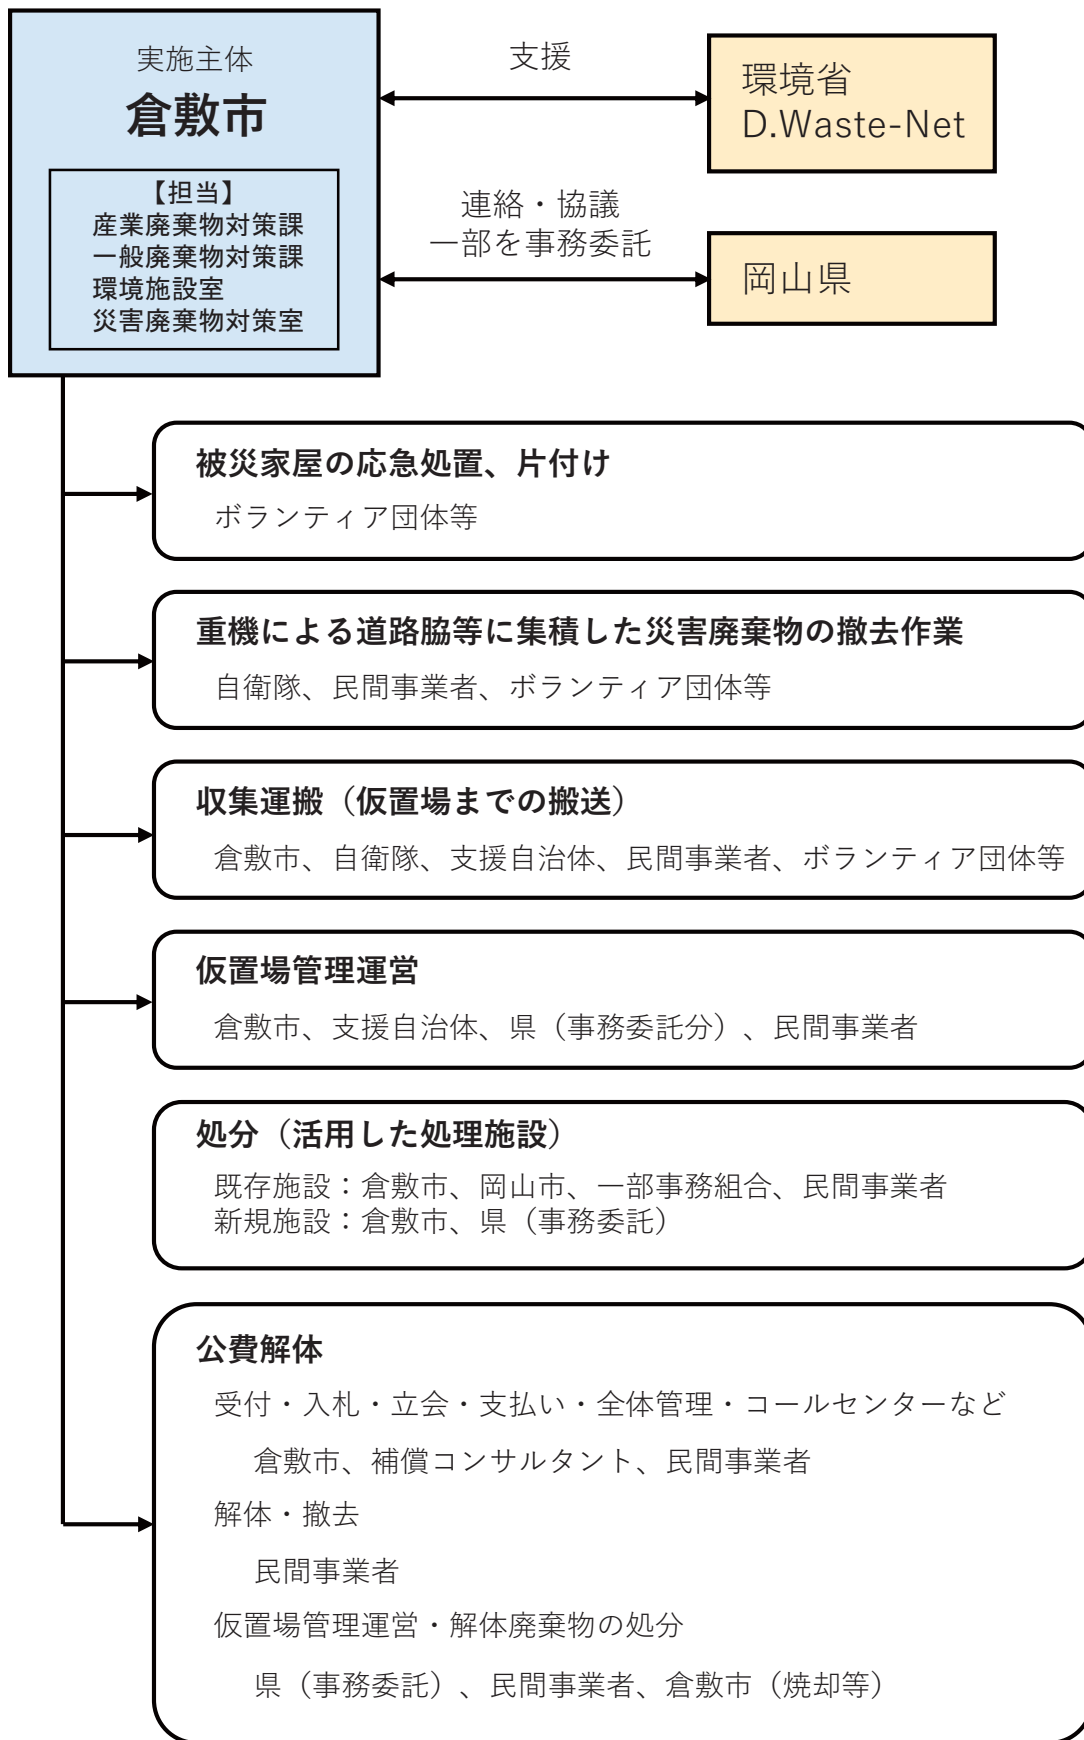 実施主体
倉敷市
【担当】
産業廃棄物対策課
一般廃棄物対策課
環境施設室
災害廃棄物対策室
支援
環境省
D.Waste-Net
連絡・協議
一部を事務委託
岡山県
被災家屋の応急処置、片付け
ボランティア団体等
重機による道路脇等に集積した災害廃棄物の撤去作業
自衛隊、民間事業者、ボランティア団体等
収集運搬（仮置場までの搬送）
倉敷市、自衛隊、支援自治体、民間事業者、ボランティア団体等
仮置場管理運営
倉敷市、支援自治体、県（事務委託分）、民間事業者
処分（活用した処理施設）
既存施設：倉敷市、岡山市、一部事務組合、民間事業者
新規施設：倉敷市、県（事務委託）
公費解体
受付・入札・立会・支払い・全体管理・コールセンターなど
倉敷市、補償コンサルタント、民間事業者
解体・撤去
民間事業者
仮置場管理運営・解体廃棄物の処分
県（事務委託）、民間事業者、倉敷市（焼却等）